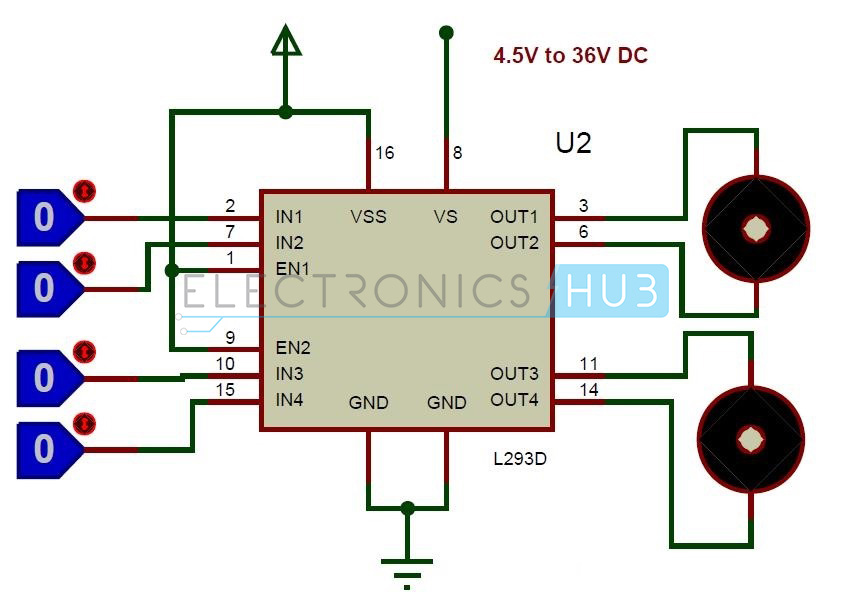 4.5V to 36V DC
U2
16 8
0 2 IN1 VSS VS OUT1 3
7 IN2 OUT2 6
0 1 EN1
ELECTRONICS HUB
9 EN2
0 10 IN3 OUT3 11
15 IN4 GND GND OUT4 14
0
L293D